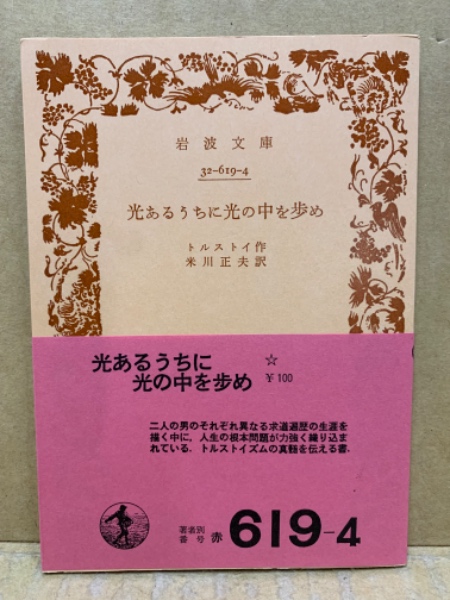 岩波文庫
32-619-4
光あるうちに光の中を歩め
トルストイ作
米川正夫訳
光あるうちに
光の中を歩め
☆
¥100
二人の男のそれぞれ異なる求道遍歴の生涯を
描く中に、人生の根本問題が力強く織り込ま
れている。トルストイズムの真髄を伝える書。
著者別
番号 赤 619-4